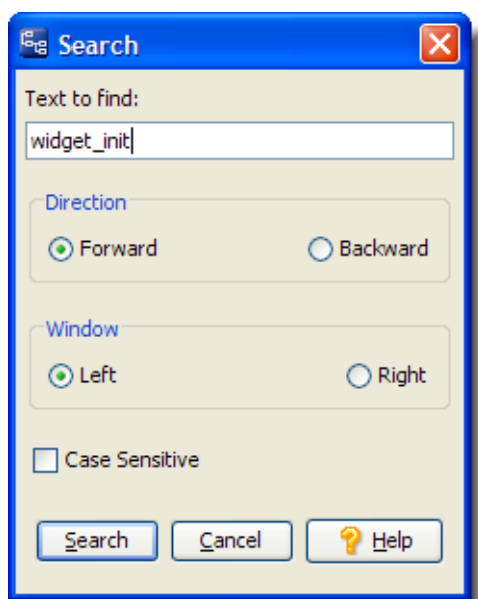 Search
Text to find:
widget_init
Direction
Forward Backward
Window
Left Right
Case Sensitive
Search Cancel Help